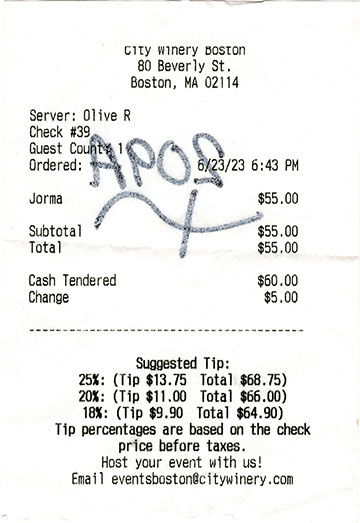 City Winery Boston
80 Beverly St.
Boston, MA 02114
Server: Olive R
Check #39
Guest Count: 1
Ordered: 6/23/23 6:43 PM
Jorma $55.00
Subtotal $55.00
Total $55.00
Cash Tendered $60.00
Change $5.00
Suggested Tip:
25%: (Tip $13.75 Total $68.75)
20%: (Tip $11.00 Total $66.00)
18%: (Tip $9.90 Total $64.90)
Tip percentages are based on the check
price before taxes.
Host your event with us!
Email eventsboston@citywinery.com